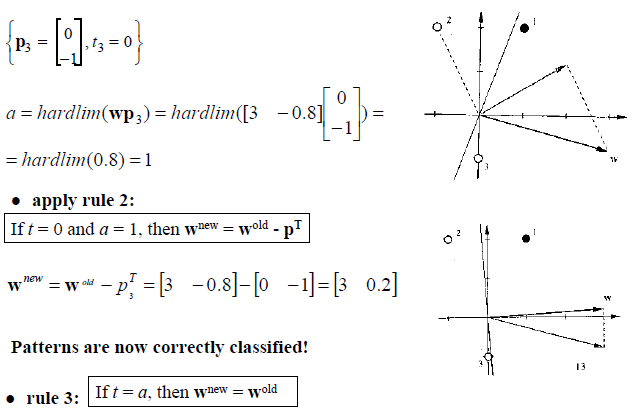 {p₃ = [0 −1], t₃ = 0}
a = hardlim(wp₃) = hardlim([3 −0.8][0 −1]) =
= hardlim(0.8) = 1
● apply rule 2:
If t = 0 and a = 1, then wⁿᵉʷ = wᵒˡᵈ - pᵀ
wⁿᵉʷ = wᵒˡᵈ − p₃ᵀ = [3 −0.8] − [0 −1] = [3 0.2]
Patterns are now correctly classified!
● rule 3: If t = a, then wⁿᵉʷ = wᵒˡᵈ
2
1
w
3
2
1
w
3
13